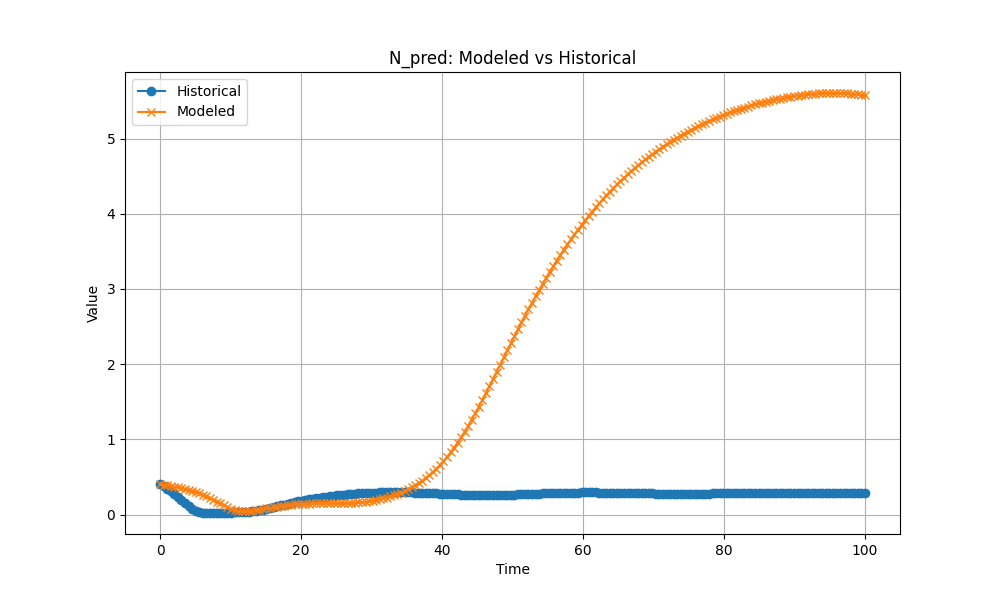 N_pred: Modeled vs Historical
Historical
Modeled
Value
5
4
3
2
1
0
0 20 40 60 80 100
Time